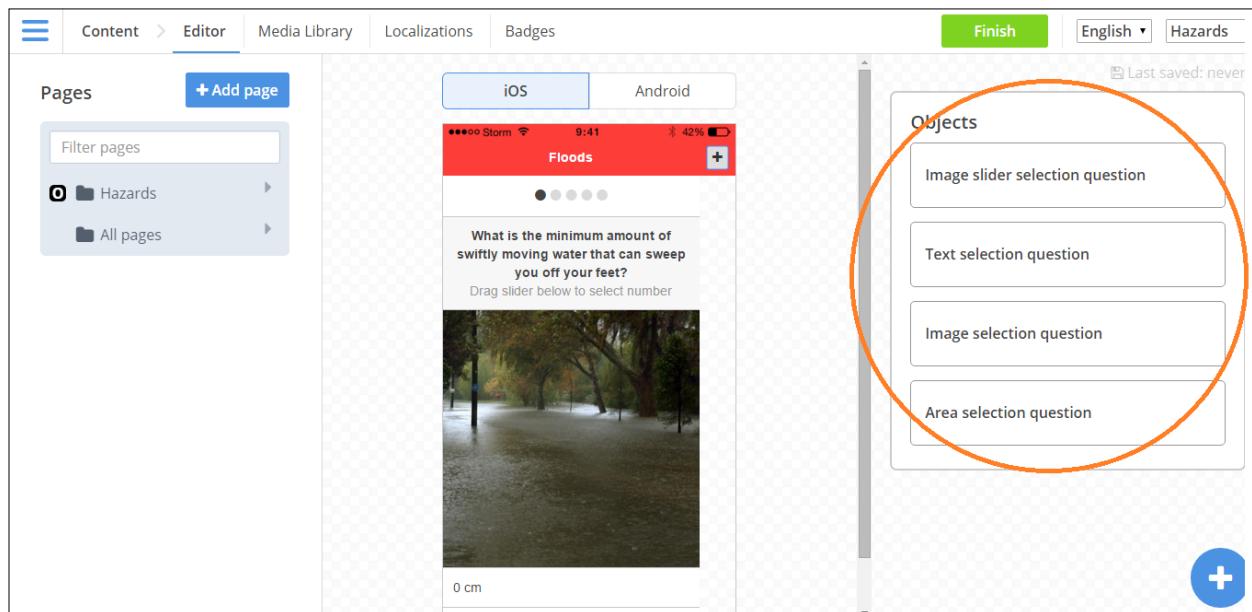 Content
Editor
Media Library
Localizations
Badges
Finish
English
Hazards
Last saved: never
Pages
+ Add page
Filter pages
Hazards
All pages
iOS
Android
Storm
9:41
42%
Floods
+
What is the minimum amount of
swiftly moving water that can sweep
you off your feet?
Drag slider below to select number
0 cm
Objects
Image slider selection question
Text selection question
Image selection question
Area selection question
+